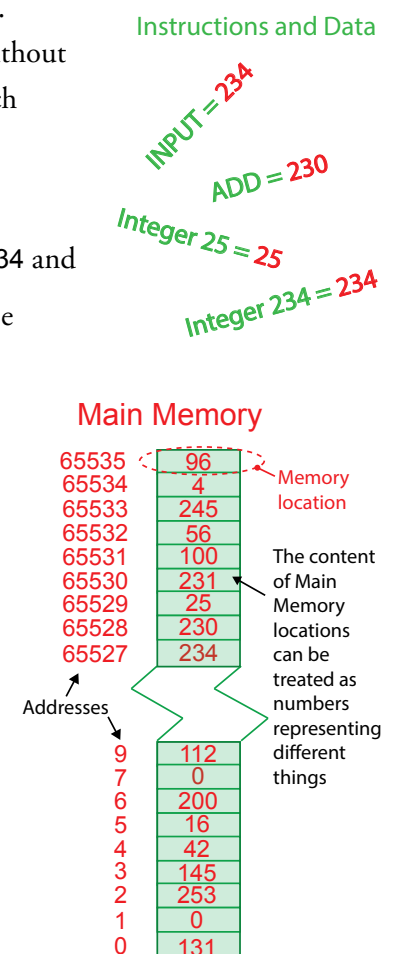 .
thout
h
34 and
e
Instructions and Data
INPUT = 234
ADD = 230
Integer 25 = 25
Integer 234 = 234
Main Memory
65535 96
65534 4
65533 245
65532 56
65531 100
65530 231
65529 25
65528 230
65527 234
Memory
location
The content
of Main
Memory
locations
can be
treated as
numbers
representing
different
things
Addresses
9 112
7 0
6 200
5 16
4 42
3 145
2 253
1 0
0 131